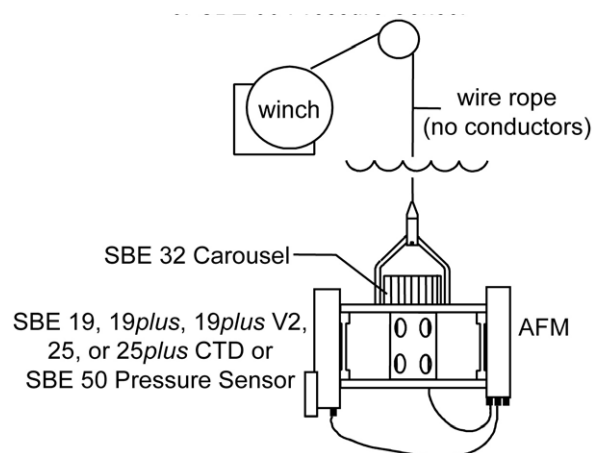 winch
wire rope
(no conductors)
SBE 32 Carousel
SBE 19, 19plus, 19plus V2,
25, or 25plus CTD or
SBE 50 Pressure Sensor
AFM